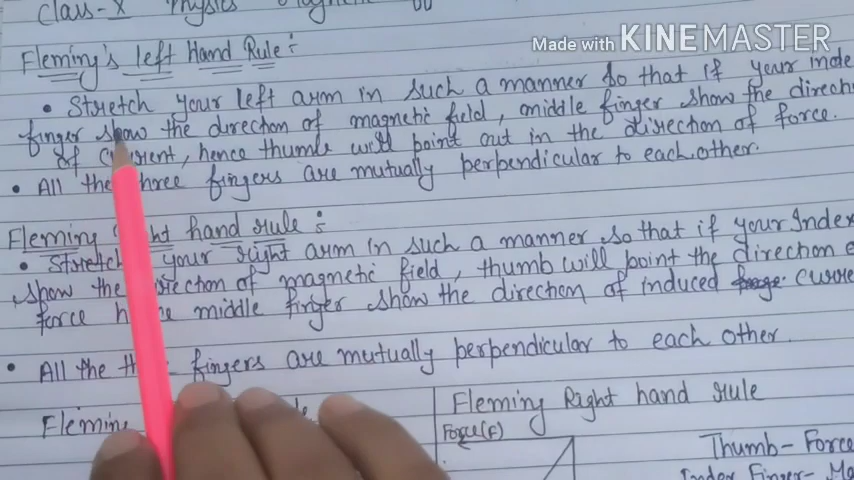 Class-X Physics
Made with KINEMASTER
Fleming's left Hand Rule:
• Stretch your left arm in such a manner so that if your inde
finger show the direction of magnetic field, middle finger show the direct
of current, hence thumb will point out in the direction of force.
• All the three fingers are mutually perpendicular to each other.
Fleming hand rule:
• Stretch your right arm in such a manner so that if your Index
show the direction of magnetic field, thumb will point the direction o
force middle finger show the direction of induced curre
• All the fingers are mutually perpendicular to each other.
Fleming
Fleming Right hand rule
Force(F)
Thumb- Force
Index Finger- Ma